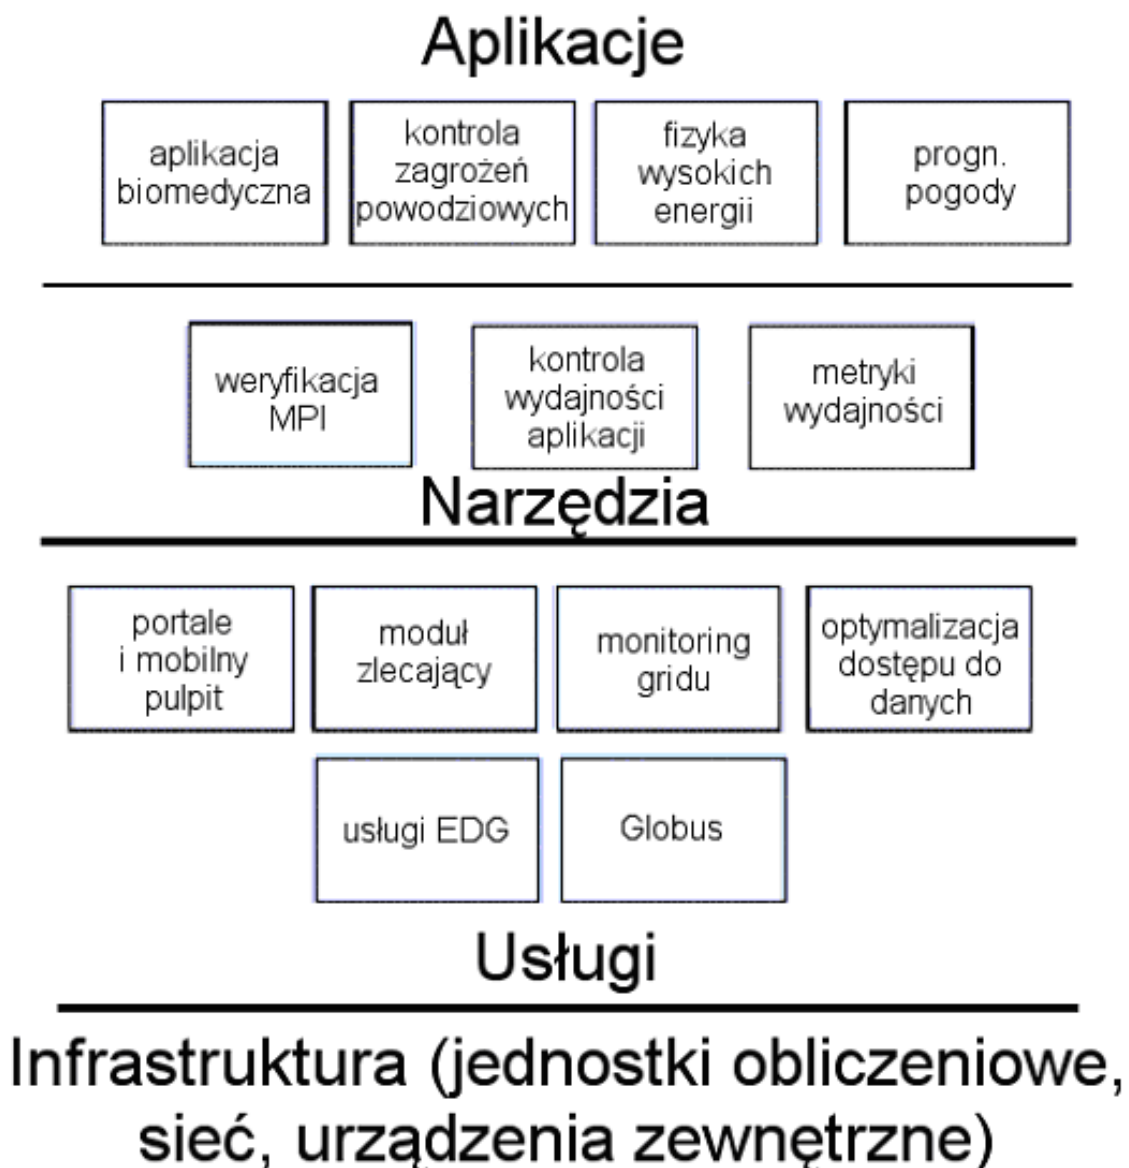 Aplikacje
aplikacja
biomedyczna
kontrola
zagrożeń
powodziowych
fizyka
wysokich
energii
progn.
pogody
weryfikacja
MPI
kontrola
wydajności
aplikacji
metryki
wydajności
Narzędzia
portale
i mobilny
pulpit
moduł
zlecający
monitoring
gridu
optymalizacja
dostępu do
danych
usługi EDG
Globus
Usługi
Infrastruktura (jednostki obliczeniowe,
sieć, urządzenia zewnętrzne)